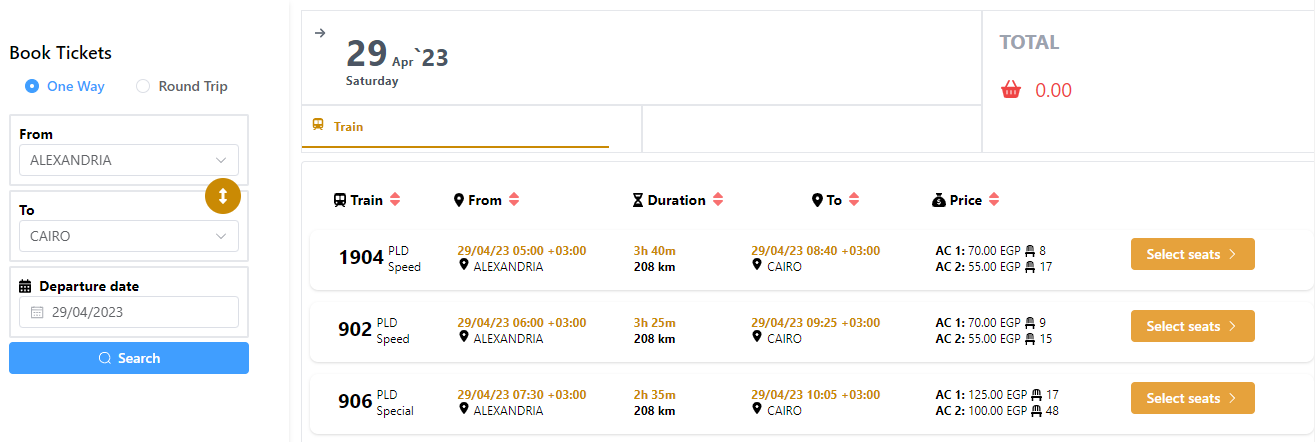 Book Tickets
One Way Round Trip
From
ALEXANDRIA
To
CAIRO
Departure date
29/04/2023
Search
29 Apr`23
Saturday
TOTAL
0.00
Train
Train From Duration To Price
1904 PLD Speed 29/04/23 05:00 +03:00 ALEXANDRIA 3h 40m 208 km 29/04/23 08:40 +03:00 CAIRO AC 1: 70.00 EGP 8 AC 2: 55.00 EGP 17 Select seats
902 PLD Speed 29/04/23 06:00 +03:00 ALEXANDRIA 3h 25m 208 km 29/04/23 09:25 +03:00 CAIRO AC 1: 70.00 EGP 9 AC 2: 55.00 EGP 15 Select seats
906 PLD Special 29/04/23 07:30 +03:00 ALEXANDRIA 2h 35m 208 km 29/04/23 10:05 +03:00 CAIRO AC 1: 125.00 EGP 17 AC 2: 100.00 EGP 48 Select seats